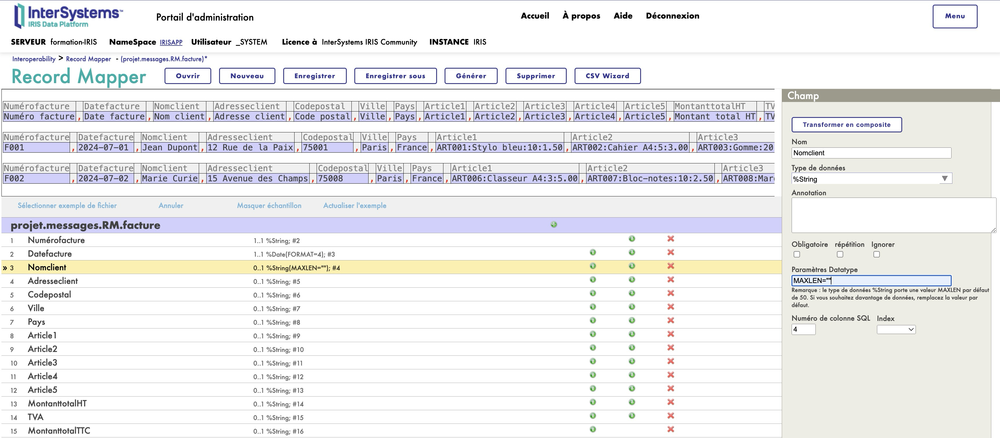 InterSystems™
IRIS Data Platform
Portail d'administration
Accueil À propos Aide Déconnexion
Menu
SERVEUR formation-IRIS NameSpace IRISAPP Utilisateur _SYSTEM Licence à InterSystems IRIS Community INSTANCE IRIS
Interoperability > Record Mapper - (projet.messages.RM.facture)*
Record Mapper
Ouvrir Nouveau Enregistrer Enregistrer sous Générer Supprimer CSV Wizard
Numérofacture Datefacture Nomclient Adresseclient Codepostal Ville Pays Article1 Article2 Article3 Article4 Article5 MontanttotalHT TV
Numéro facture , Date facture , Nom client , Adresse client , Code postal , Ville , Pays , Article1 , Article2 , Article3 , Article4 , Article5 , Montant total HT , TV
Numérofacture Datefacture Nomclient Adresseclient Codepostal Ville Pays Article1 Article2 Article3
F001 , 2024-07-01 , Jean Dupont , 12 Rue de la Paix , 75001 , Paris , France , ART001:Stylo bleu:10:1.50 , ART002:Cahier A4:5:3.00 , ART003:Gomme:20
Numérofacture Datefacture Nomclient Adresseclient Codepostal Ville Pays Article1 Article2 Article3
F002 , 2024-07-02 , Marie Curie , 15 Avenue des Champs , 75008 , Paris , France , ART006:Classeur A4:3:5.00 , ART007:Bloc-notes:10:2.50 , ART008:Mar
Sélectionner exemple de fichier Annuler Masquer échantillon Actualiser l'exemple
projet.messages.RM.facture
1 Numérofacture 1..1 %String; #2
2 Datefacture 1..1 %Date(FORMAT=4); #3
» 3 Nomclient 0..1 %String(MAXLEN=""); #4
4 Adresseclient 0..1 %String; #5
5 Codepostal 0..1 %String; #6
6 Ville 0..1 %String; #7
7 Pays 0..1 %String; #8
8 Article1 0..1 %String; #9
9 Article2 0..1 %String; #10
10 Article3 0..1 %String; #11
11 Article4 0..1 %String; #12
12 Article5 0..1 %String; #13
13 MontanttotalHT 0..1 %String; #14
14 TVA 0..1 %String; #15
15 MontanttotalTTC 0..1 %String; #16
Champ
Transformer en composite
Nom
Nomclient
Type de données
%String
Annotation
Obligatoire répétition Ignorer
Paramètres Datatype
MAXLEN=""
Remarque : le type de données %String porte une valeur MAXLEN par défaut
de 50. Si vous souhaitez davantage de données, remplacez la valeur par
défaut.
Numéro de colonne SQL Index
4